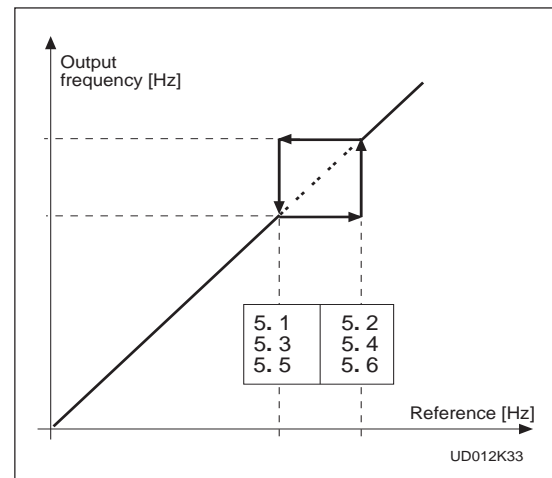 Output
frequency [Hz]
5. 1 5. 2
5. 3 5. 4
5. 5 5. 6
Reference [Hz]
UD012K33